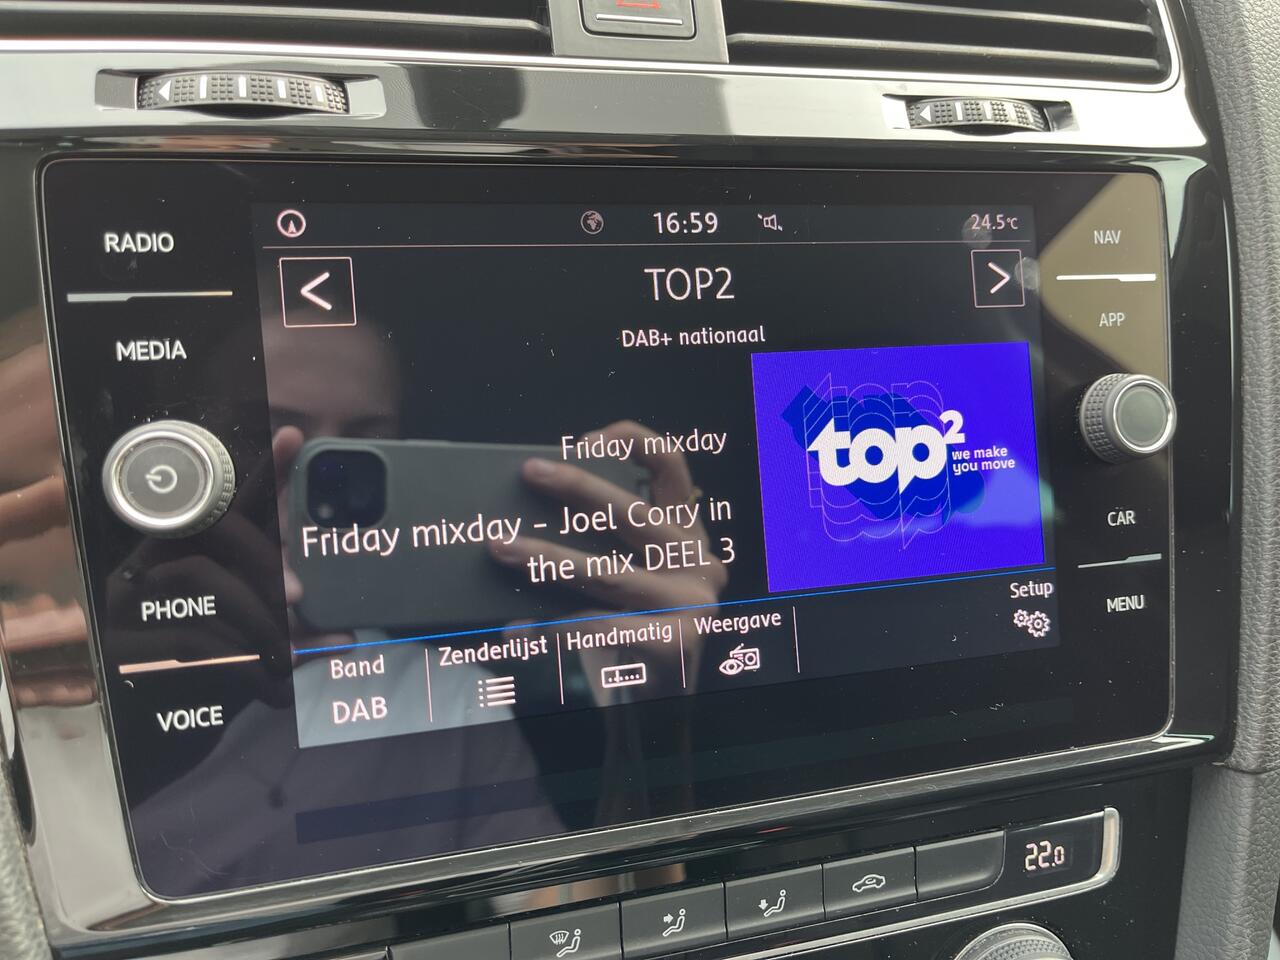 RADIO
MEDIA
PHONE
VOICE
16:59
24.5°C
TOP2
DAB+ nationaal
Friday mixday
Friday mixday - Joel Corry in
the mix DEEL 3
top2
we make
you move
Band
DAB
Zenderlijst
Handmatig
Weergave
Setup
NAV
APP
CAR
MENU
22.0